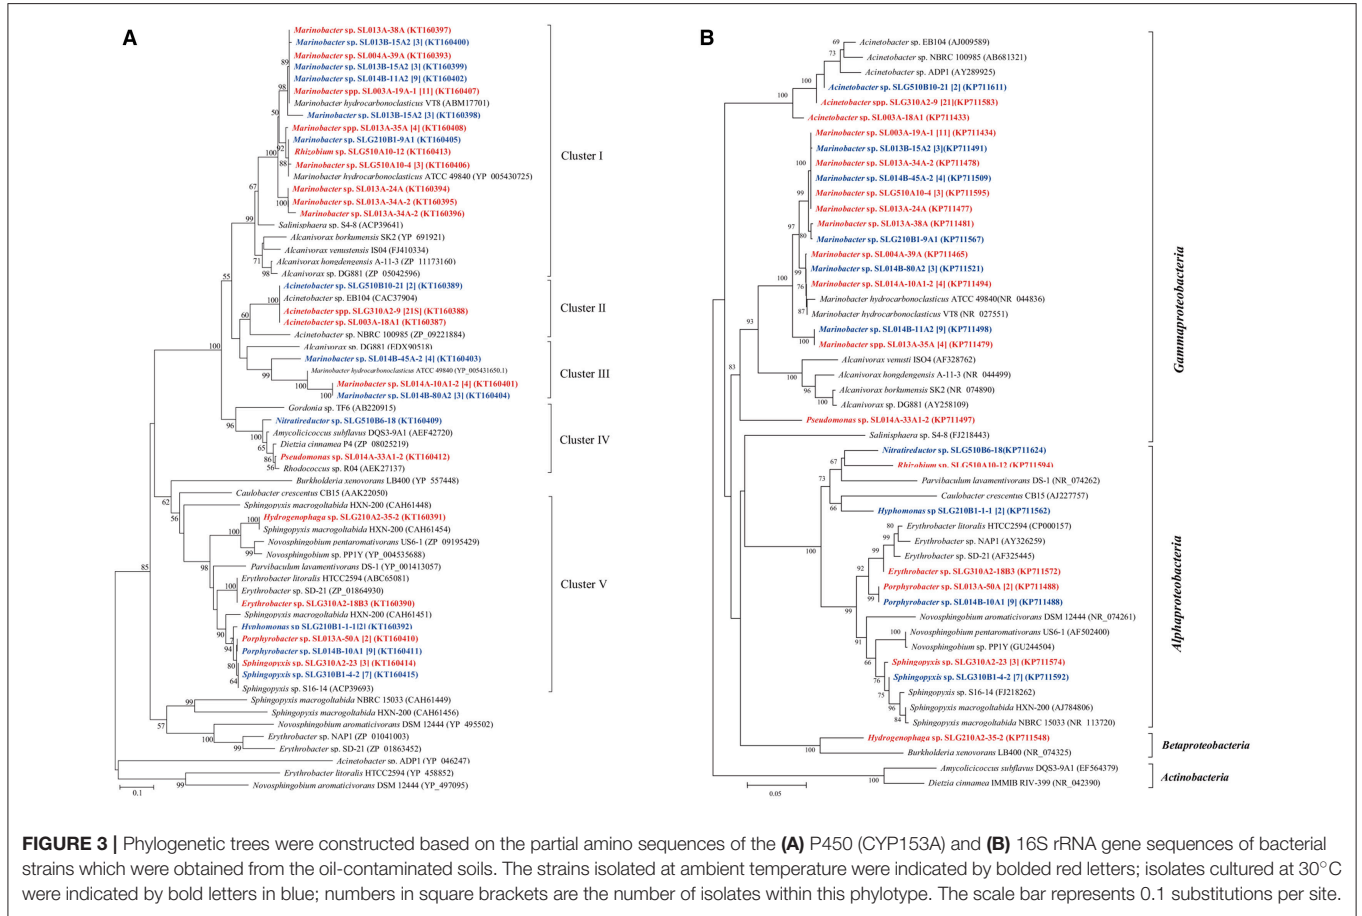 A
Marinobacter sp. SL013A-38A (KT160397)
Marinobacter sp. SL013B-15A2 [3] (KT160400)
Marinobacter sp. SL004A-39A (KT160393)
Marinobacter sp. SL013B-15A2 [3] (KT160399)
Marinobacter sp. SL014B-11A2 [9] (KT160402)
Marinobacter spp. SL003A-19A-1 [11] (KT160407)
Marinobacter hydrocarbonoclasticus VT8 (ABM17701)
Marinobacter sp. SL013B-15A2 [3] (KT160398)
Marinobacter spp. SL013A-35A [4] (KT160408)
Marinobacter sp. SLG210B1-9A1 (KT160405)
Rhizobium sp. SLG510A10-12 (KT160413)
Marinobacter sp. SLG510A10-4 [3] (KT160406)
Marinobacter hydrocarbonoclasticus ATCC 49840 (YP_005430725)
Marinobacter sp. SL013A-24A (KT160394)
Marinobacter sp. SL013A-34A-2 (KT160395)
Marinobacter sp. SL013A-34A-2 (KT160396)
Salinisphaera sp. S4-8 (ACP39641)
Alcanivorax borkumensis SK2 (YP_691921)
Alcanivorax venustensis IS04 (FJ410334)
Alcanivorax hongdengensis A-11-3 (ZP_11173160)
Alcanivorax sp. DG881 (ZP_05042596)
Cluster I
Acinetobacter sp. SLG510B10-21 [2] (KT160389)
Acinetobacter sp. EB104 (CAC37904)
Acinetobacter spp. SLG310A2-9 [21S] (KT160388)
Acinetobacter sp. SL003A-18A1 (KT160387)
Acinetobacter sp. NBRC 100985 (ZP_09221884)
Cluster II
Alcanivorax sp. DG881 (EDX90518)
Marinobacter sp. SL014B-45A-2 [4] (KT160403)
Marinobacter hydrocarbonoclasticus ATCC 49840 (YP_005431650.1)
Marinobacter sp. SL014A-10A1-2 [4] (KT160401)
Marinobacter sp. SL014B-80A2 [3] (KT160404)
Cluster III
Gordonia sp. TF6 (AB220915)
Nitratireductor sp. SLG510B6-18 (KT160409)
Amycolicicoccus subflavus DQS3-9A1 (AEF42720)
Dietzia cinnamea P4 (ZP_08025219)
Pseudomonas sp. SL014A-33A1-2 (KT160412)
Rhodococcus sp. R04 (AEK27137)
Cluster IV
Burkholderia xenovorans LB400 (YP_557448)
Caulobacter crescentus CB15 (AAK22050)
Sphingopyxis macrogoltabida HXN-200 (CAH61448)
Hydrogenophaga sp. SLG210A2-35-2 (KT160391)
Sphingopyxis macrogoltabida HXN-200 (CAH61454)
Novosphingobium pentaromativorans US6-1 (ZP_09195429)
Novosphingobium sp. PP1Y (YP_004535688)
Parvibaculum lavamentivorans DS-1 (YP_001413057)
Erythrobacter litoralis HTCC2594 (ABC65081)
Erythrobacter sp. SD-21 (ZP_01864930)
Erythrobacter sp. SLG310A2-18B3 (KT160390)
Sphingopyxis macrogoltabida HXN-200 (CAH61451)
Hyphomonas sp SLG210B1-1-1[2] (KT160392)
Porphyrobacter sp. SL013A-50A [2] (KT160410)
Porphyrobacter sp. SL014B-10A1 [9] (KT160411)
Sphingopyxis sp. SLG310A2-23 [3] (KT160414)
Sphingopyxis sp. SLG310B1-4-2 [7] (KT160415)
Sphingopyxis sp. S16-14 (ACP39693)
Cluster V
Sphingopyxis macrogoltabida NBRC 15033 (CAH61449)
Sphingopyxis macrogoltabida HXN-200 (CAH61456)
Novosphingobium aromaticivorans DSM 12444 (YP_495502)
Erythrobacter sp. NAP1 (ZP_01041003)
Erythrobacter sp. SD-21 (ZP_01863452)
Acinetobacter sp. ADP1 (YP_046247)
Erythrobacter litoralis HTCC2594 (YP_458852)
Novosphingobium aromaticivorans DSM 12444 (YP_497095)
0.1
B
Acinetobacter sp. EB104 (AJ009589)
Acinetobacter sp. NBRC 100985 (AB681321)
Acinetobacter sp. ADP1 (AY289925)
Acinetobacter sp. SLG510B10-21 [2] (KP711611)
Acinetobacter spp. SLG310A2-9 [21](KP711583)
Acinetobacter sp. SL003A-18A1 (KP711433)
Marinobacter sp. SL003A-19A-1 [11] (KP711434)
Marinobacter sp. SL013B-15A2 [3](KP711491)
Marinobacter sp. SL013A-34A-2 (KP711478)
Marinobacter sp. SL014B-45A-2 [4] (KP711509)
Marinobacter sp. SLG510A10-4 [3] (KP711595)
Marinobacter sp. SL013A-24A (KP711477)
Marinobacter sp. SL013A-38A (KP711481)
Marinobacter sp. SLG210B1-9A1 (KP711567)
Marinobacter sp. SL004A-39A (KP711465)
Marinobacter sp. SL014B-80A2 [3] (KP711521)
Marinobacter sp. SL014A-10A1-2 [4] (KP711494)
Marinobacter hydrocarbonoclasticus ATCC 49840(NR_044836)
Marinobacter hydrocarbonoclasticus VT8 (NR_027551)
Marinobacter sp. SL014B-11A2 [9] (KP711498)
Marinobacter spp. SL013A-35A [4] (KP711479)
Alcanivorax venusti ISO4 (AF328762)
Alcanivorax hongdengensis A-11-3 (NR_044499)
Alcanivorax borkumensis SK2 (NR_074890)
Alcanivorax sp. DG881 (AY258109)
Pseudomonas sp. SL014A-33A1-2 (KP711497)
Salinisphaera sp. S4-8 (FJ218443)
Gammaproteobacteria
Nitratireductor sp. SLG510B6-18(KP711624)
Rhizobium sp. SLG510A10-12 (KP711594)
Parvibaculum lavamentivorans DS-1 (NR_074262)
Caulobacter crescentus CB15 (AJ227757)
Hyphomonas sp SLG210B1-1-1 [2] (KP711562)
Erythrobacter litoralis HTCC2594 (CP000157)
Erythrobacter sp. NAP1 (AY326259)
Erythrobacter sp. SD-21 (AF325445)
Erythrobacter sp. SLG310A2-18B3 (KP711572)
Porphyrobacter sp. SL013A-50A [2] (KP711488)
Porphyrobacter sp. SL014B-10A1 [9] (KP711488)
Novosphingobium aromaticivorans DSM 12444 (NR_074261)
Novosphingobium pentaromativorans US6-1 (AF502400)
Novosphingobium sp. PP1Y (GU244504)
Sphingopyxis sp. SLG310A2-23 [3] (KP711574)
Sphingopyxis sp. SLG310B1-4-2 [7] (KP711592)
Sphingopyxis sp. S16-14 (FJ218262)
Sphingopyxis macrogoltabida HXN-200 (AJ784806)
Sphingopyxis macrogoltabida NBRC 15033 (NR_113720)
Alphaproteobacteria
Hydrogenophaga sp. SLG210A2-35-2 (KP711548)
Burkholderia xenovorans LB400 (NR_074325)
Betaproteobacteria
Amycolicicoccus subflavus DQS3-9A1 (EF564379)
Dietzia cinnamea IMMIB RIV-399 (NR_042390)
Actinobacteria
0.05
FIGURE 3 | Phylogenetic trees were constructed based on the partial amino sequences of the (A) P450 (CYP153A) and (B) 16S rRNA gene sequences of bacterial
strains which were obtained from the oil-contaminated soils. The strains isolated at ambient temperature were indicated by bolded red letters; isolates cultured at 30°C
were indicated by bold letters in blue; numbers in square brackets are the number of isolates within this phylotype. The scale bar represents 0.1 substitutions per site.